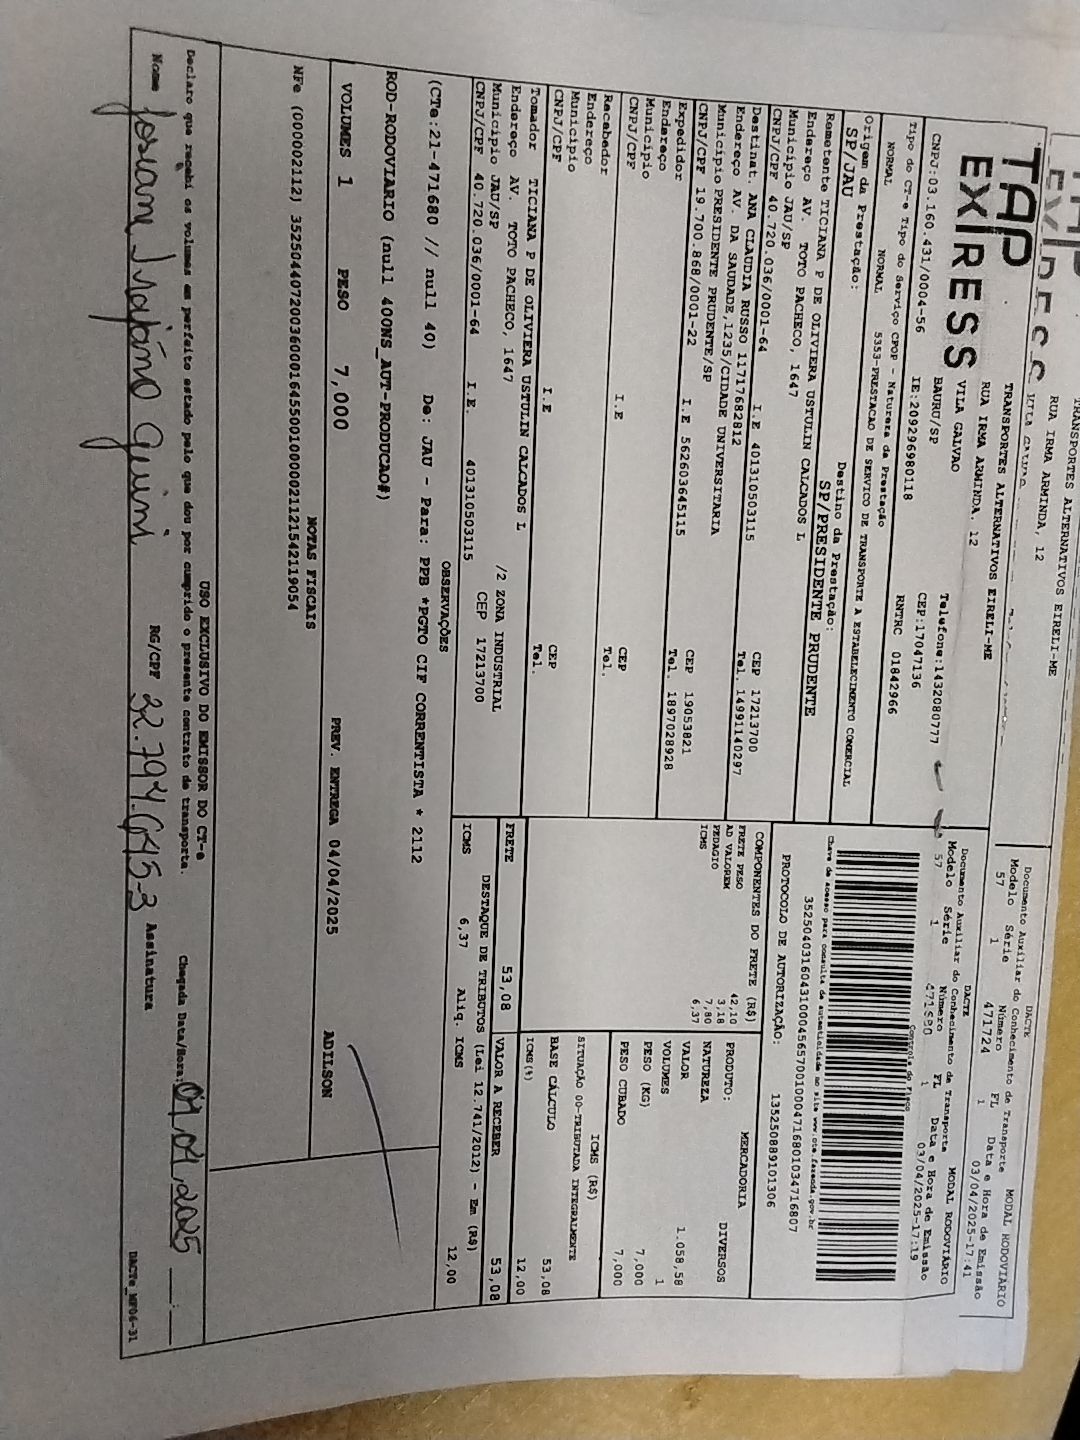 TRANSPORTES ALTERNATIVOS EIRELI-ME
RUA IRMA ARMINDA, 12
DACTE
Documento Auxiliar do Conhecimento de Transporte MODAL RODOVIÁRIO
Modelo Série Número FL Data e Hora de Emissão
57 1 471724 1 03/04/2025-17:41
TAP
EXPRESS
TRANSPORTES ALTERNATIVOS EIRELI-ME
RUA IRMA ARMINDA, 12
VILA GALVAO
BAURU/SP
Telefone:1432080777
CEP:17047136
CNPJ:03.160.431/0004-56 IE:209296980118 RNTRC 01842966
DACTE
Documento Auxiliar do Conhecimento de Transporte MODAL RODOVIÁRIO
Modelo Série Número FL Data e Hora de Emissão
57 1 471680 1 03/04/2025-17:19
Controle do Fisco
Tipo do CT-e Tipo do Serviço CFOP - Natureza da Prestação
NORMAL NORMAL 5353-PRESTACAO DE SERVICO DE TRANSPORTE A ESTABELECIMENTO COMERCIAL
Chave de acesso para consulta de autenticidade no site www.cte.fazenda.gov.br
35250403160431000456570010004716801034716807
PROTOCOLO DE AUTORIZAÇÃO: 135250889101306
Origem da Prestação: Destino da Prestação:
SP/JAU SP/PRESIDENTE PRUDENTE
Remetente TICIANA P DE OLIVIERA USTULIN CALCADOS L
Endereço AV. TOTO PACHECO, 1647
Município JAU/SP
CNPJ/CPF 40.720.036/0001-64 I.E 401310503115 CEP 17213700
Tel. 14991140297
Destinat. ANA CLAUDIA RUSSO 11717682812
Endereço AV. DA SAUDADE,1235/CIDADE UNIVERSITARIA
Município PRESIDENTE PRUDENTE/SP CEP 19053821
CNPJ/CPF 19.700.868/0001-22 I.E 562603645115 Tel. 1897028928
Expedidor
Endereço
Município CEP
CNPJ/CPF I.E Tel.
Recebedor
Endereço
Município CEP
CNPJ/CPF I.E Tel.
Tomador TICIANA P DE OLIVIERA USTULIN CALCADOS L
Endereço AV. TOTO PACHECO, 1647 /2 ZONA INDUSTRIAL
Município JAU/SP CEP 17213700
CNPJ/CPF 40.720.036/0001-64 I.E 401310503115
COMPONENTES DO FRETE (R$)
FRETE PESO 42,10
AD VALOREM 3,18
PEDAGIO 7,80
ICMS 6,37
PRODUTO: MERCADORIA
NATUREZA DIVERSOS
VALOR 1.058,58
VOLUMES 1
PESO (KG) 7,000
PESO CUBADO 7,000
ICMS (R$)
SITUAÇÃO 00-TRIBUTADA INTEGRALMENTE
BASE CÁLCULO 53,08
ICMS(%) 12,00
FRETE 53,08 VALOR A RECEBER 53,08
DESTAQUE DE TRIBUTOS (Lei 12.741/2012) - Em (R$)
ICMS 6,37 Aliq. ICMS 12,00
OBSERVAÇÕES
(CTe:21-471680 // null 40) De: JAU - Para: PPB *PGTO CIF CORRENTISTA * 2112
ROD-RODOVIARIO (null 400NS_AUT-PRODUCAO#)
VOLUMES 1 PESO 7,000 PREV. ENTREGA 04/04/2025 ADILSON
NOTAS FISCAIS
NFe (000002112) 35250440720036000164550010000021121542119054
USO EXCLUSIVO DO EMISSOR DO CT-e
Declaro que recebi os volumes em perfeito estado pelo que dou por cumprido o presente contrato de transporte. Chegada Data/Hora: 04.04.2025 __:__
Nome Josiane RG/CPF 32.794.645-3 Assinatura
DACTe_MF06-31